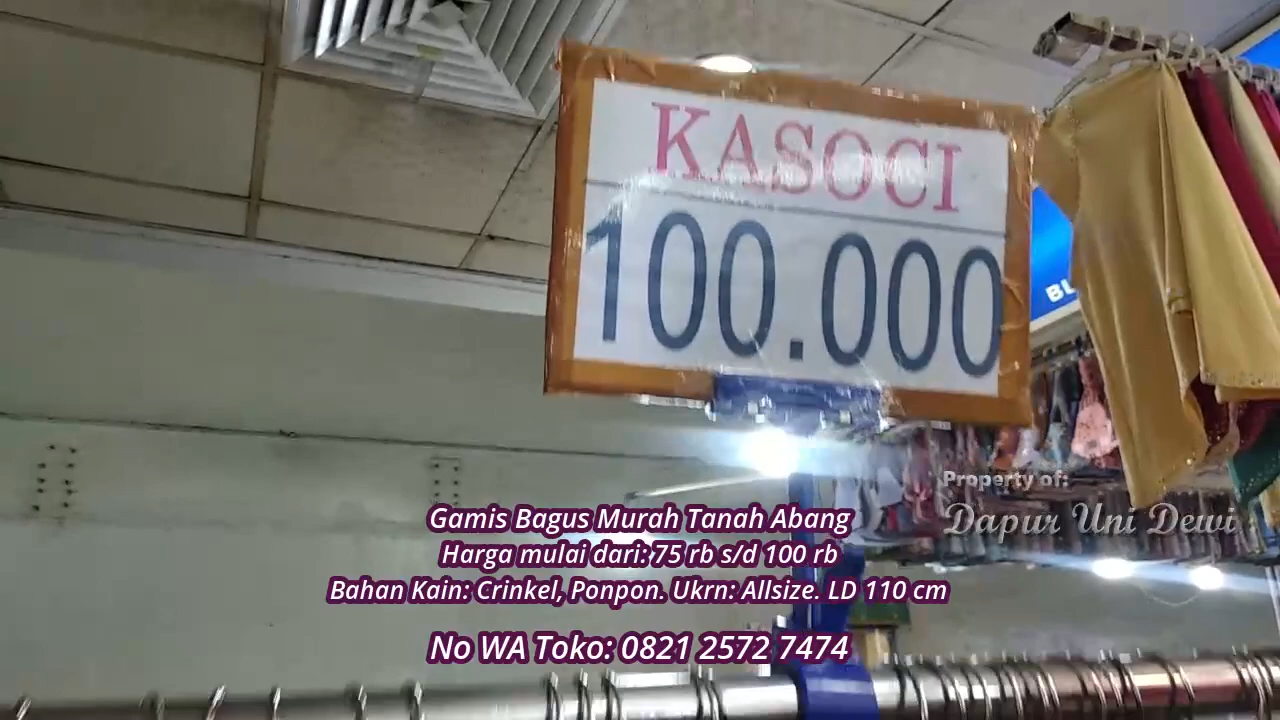 KASOCI
100.000
BL
Property of:
Dapur Uni Dewi
Gamis Bagus Murah Tanah Abang
Harga mulai dari: 75 rb s/d 100 rb
Bahan Kain: Crinkel, Ponpon. Ukrn: Allsize. LD 110 cm
No WA Toko: 0821 2572 7474